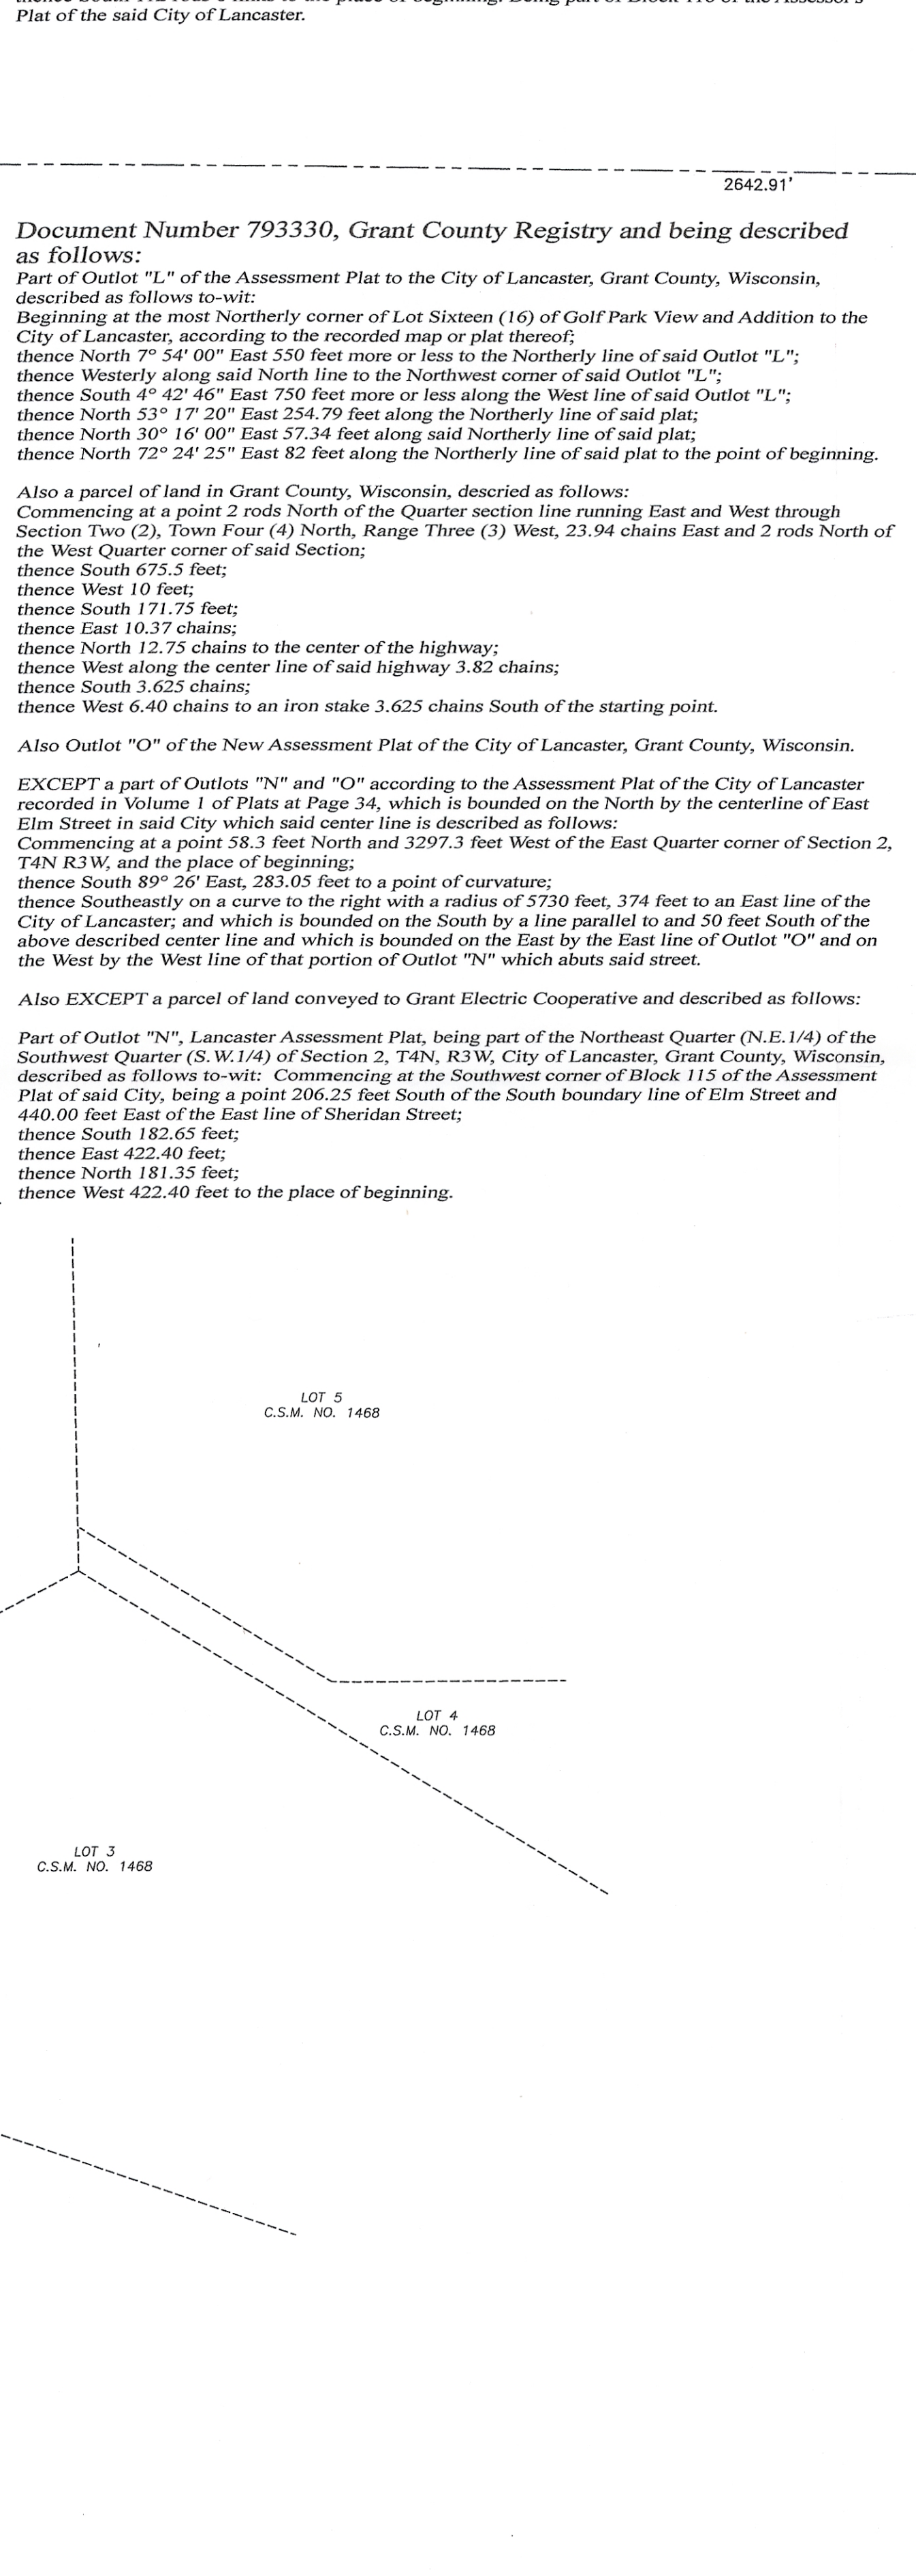 Plat of the said City of Lancaster.
2642.91'
Document Number 793330, Grant County Registry and being described
as follows:
Part of Outlot "L" of the Assessment Plat to the City of Lancaster, Grant County, Wisconsin,
described as follows to-wit:
Beginning at the most Northerly corner of Lot Sixteen (16) of Golf Park View and Addition to the
City of Lancaster, according to the recorded map or plat thereof;
thence North 7° 54' 00" East 550 feet more or less to the Northerly line of said Outlot "L";
thence Westerly along said North line to the Northwest corner of said Outlot "L";
thence South 4° 42' 46" East 750 feet more or less along the West line of said Outlot "L";
thence North 53° 17' 20" East 254.79 feet along the Northerly line of said plat;
thence North 30° 16' 00" East 57.34 feet along said Northerly line of said plat;
thence North 72° 24' 25" East 82 feet along the Northerly line of said plat to the point of beginning.
Also a parcel of land in Grant County, Wisconsin, descried as follows:
Commencing at a point 2 rods North of the Quarter section line running East and West through
Section Two (2), Town Four (4) North, Range Three (3) West, 23.94 chains East and 2 rods North of
the West Quarter corner of said Section;
thence South 675.5 feet;
thence West 10 feet;
thence South 171.75 feet;
thence East 10.37 chains;
thence North 12.75 chains to the center of the highway;
thence West along the center line of said highway 3.82 chains;
thence South 3.625 chains;
thence West 6.40 chains to an iron stake 3.625 chains South of the starting point.
Also Outlot "O" of the New Assessment Plat of the City of Lancaster, Grant County, Wisconsin.
EXCEPT a part of Outlots "N" and "O" according to the Assessment Plat of the City of Lancaster
recorded in Volume 1 of Plats at Page 34, which is bounded on the North by the centerline of East
Elm Street in said City which said center line is described as follows:
Commencing at a point 58.3 feet North and 3297.3 feet West of the East Quarter corner of Section 2,
T4N R3W, and the place of beginning;
thence South 89° 26' East, 283.05 feet to a point of curvature;
thence Southeastly on a curve to the right with a radius of 5730 feet, 374 feet to an East line of the
City of Lancaster; and which is bounded on the South by a line parallel to and 50 feet South of the
above described center line and which is bounded on the East by the East line of Outlot "O" and on
the West by the West line of that portion of Outlot "N" which abuts said street.
Also EXCEPT a parcel of land conveyed to Grant Electric Cooperative and described as follows:
Part of Outlot "N", Lancaster Assessment Plat, being part of the Northeast Quarter (N.E.1/4) of the
Southwest Quarter (S.W.1/4) of Section 2, T4N, R3W, City of Lancaster, Grant County, Wisconsin,
described as follows to-wit: Commencing at the Southwest corner of Block 115 of the Assessment
Plat of said City, being a point 206.25 feet South of the South boundary line of Elm Street and
440.00 feet East of the East line of Sheridan Street;
thence South 182.65 feet;
thence East 422.40 feet;
thence North 181.35 feet;
thence West 422.40 feet to the place of beginning.
LOT 5
C.S.M. NO. 1468
LOT 4
C.S.M. NO. 1468
LOT 3
C.S.M. NO. 1468